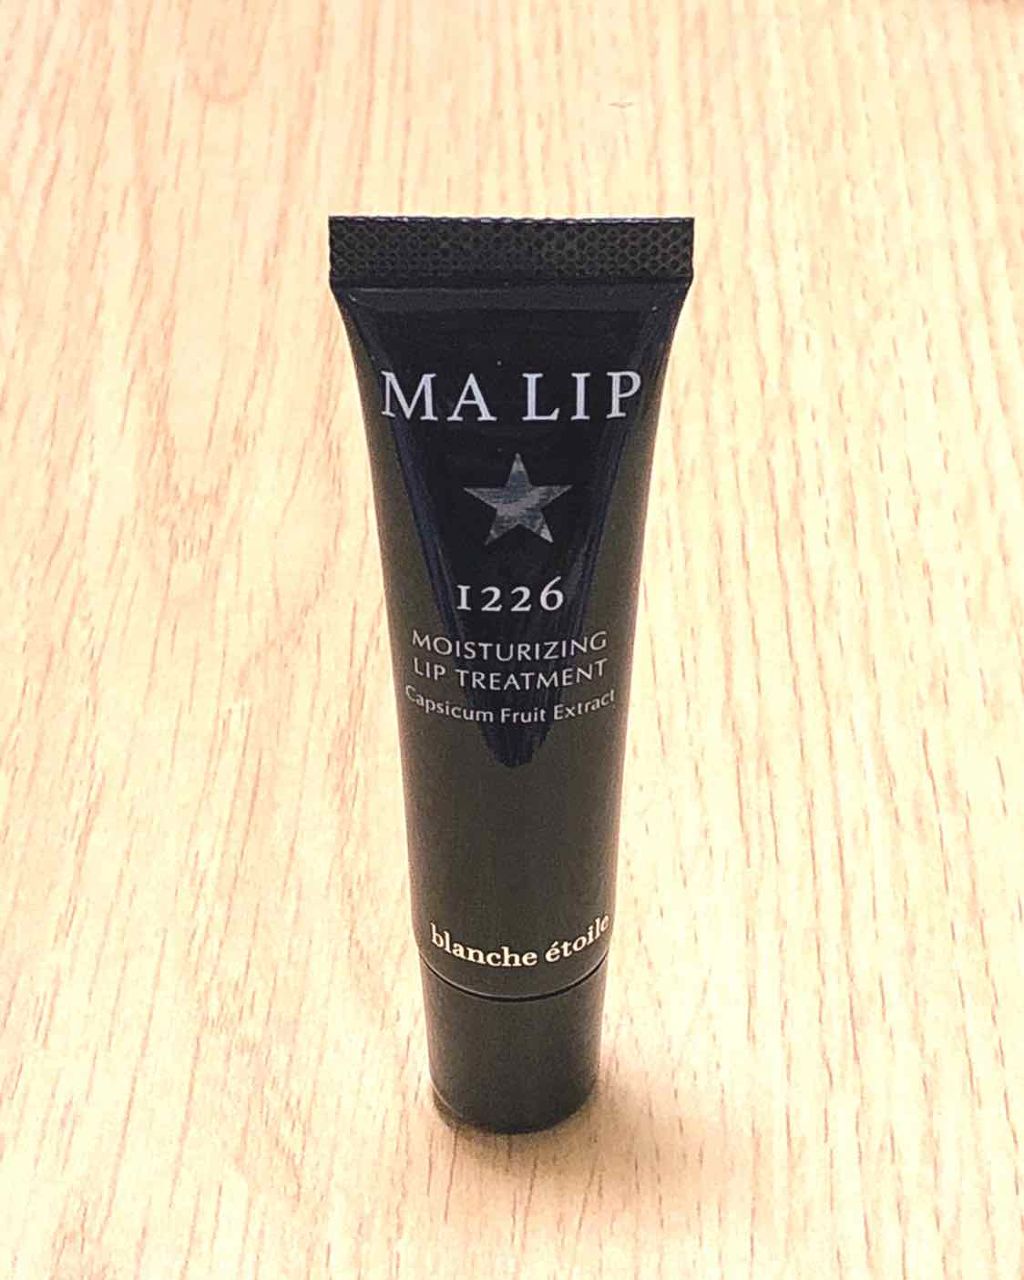 MA LIP
1226
MOISTURIZING
LIP TREATMENT
Capsicum Fruit Extract
blanche étoile